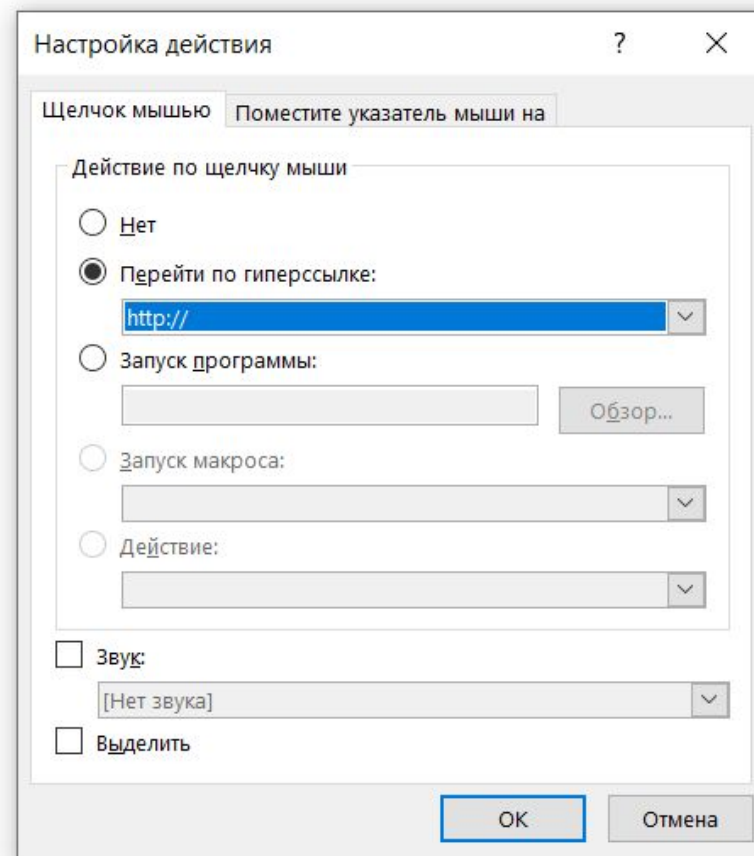 Настройка действия ? ×
Щелчок мышью Поместите указатель мыши на
Действие по щелчку мыши
Нет
Перейти по гиперссылке:
http://
Запуск программы:
Обзор...
Запуск макроса:
Действие:
Звук:
[Нет звука]
Выделить
ОК Отмена